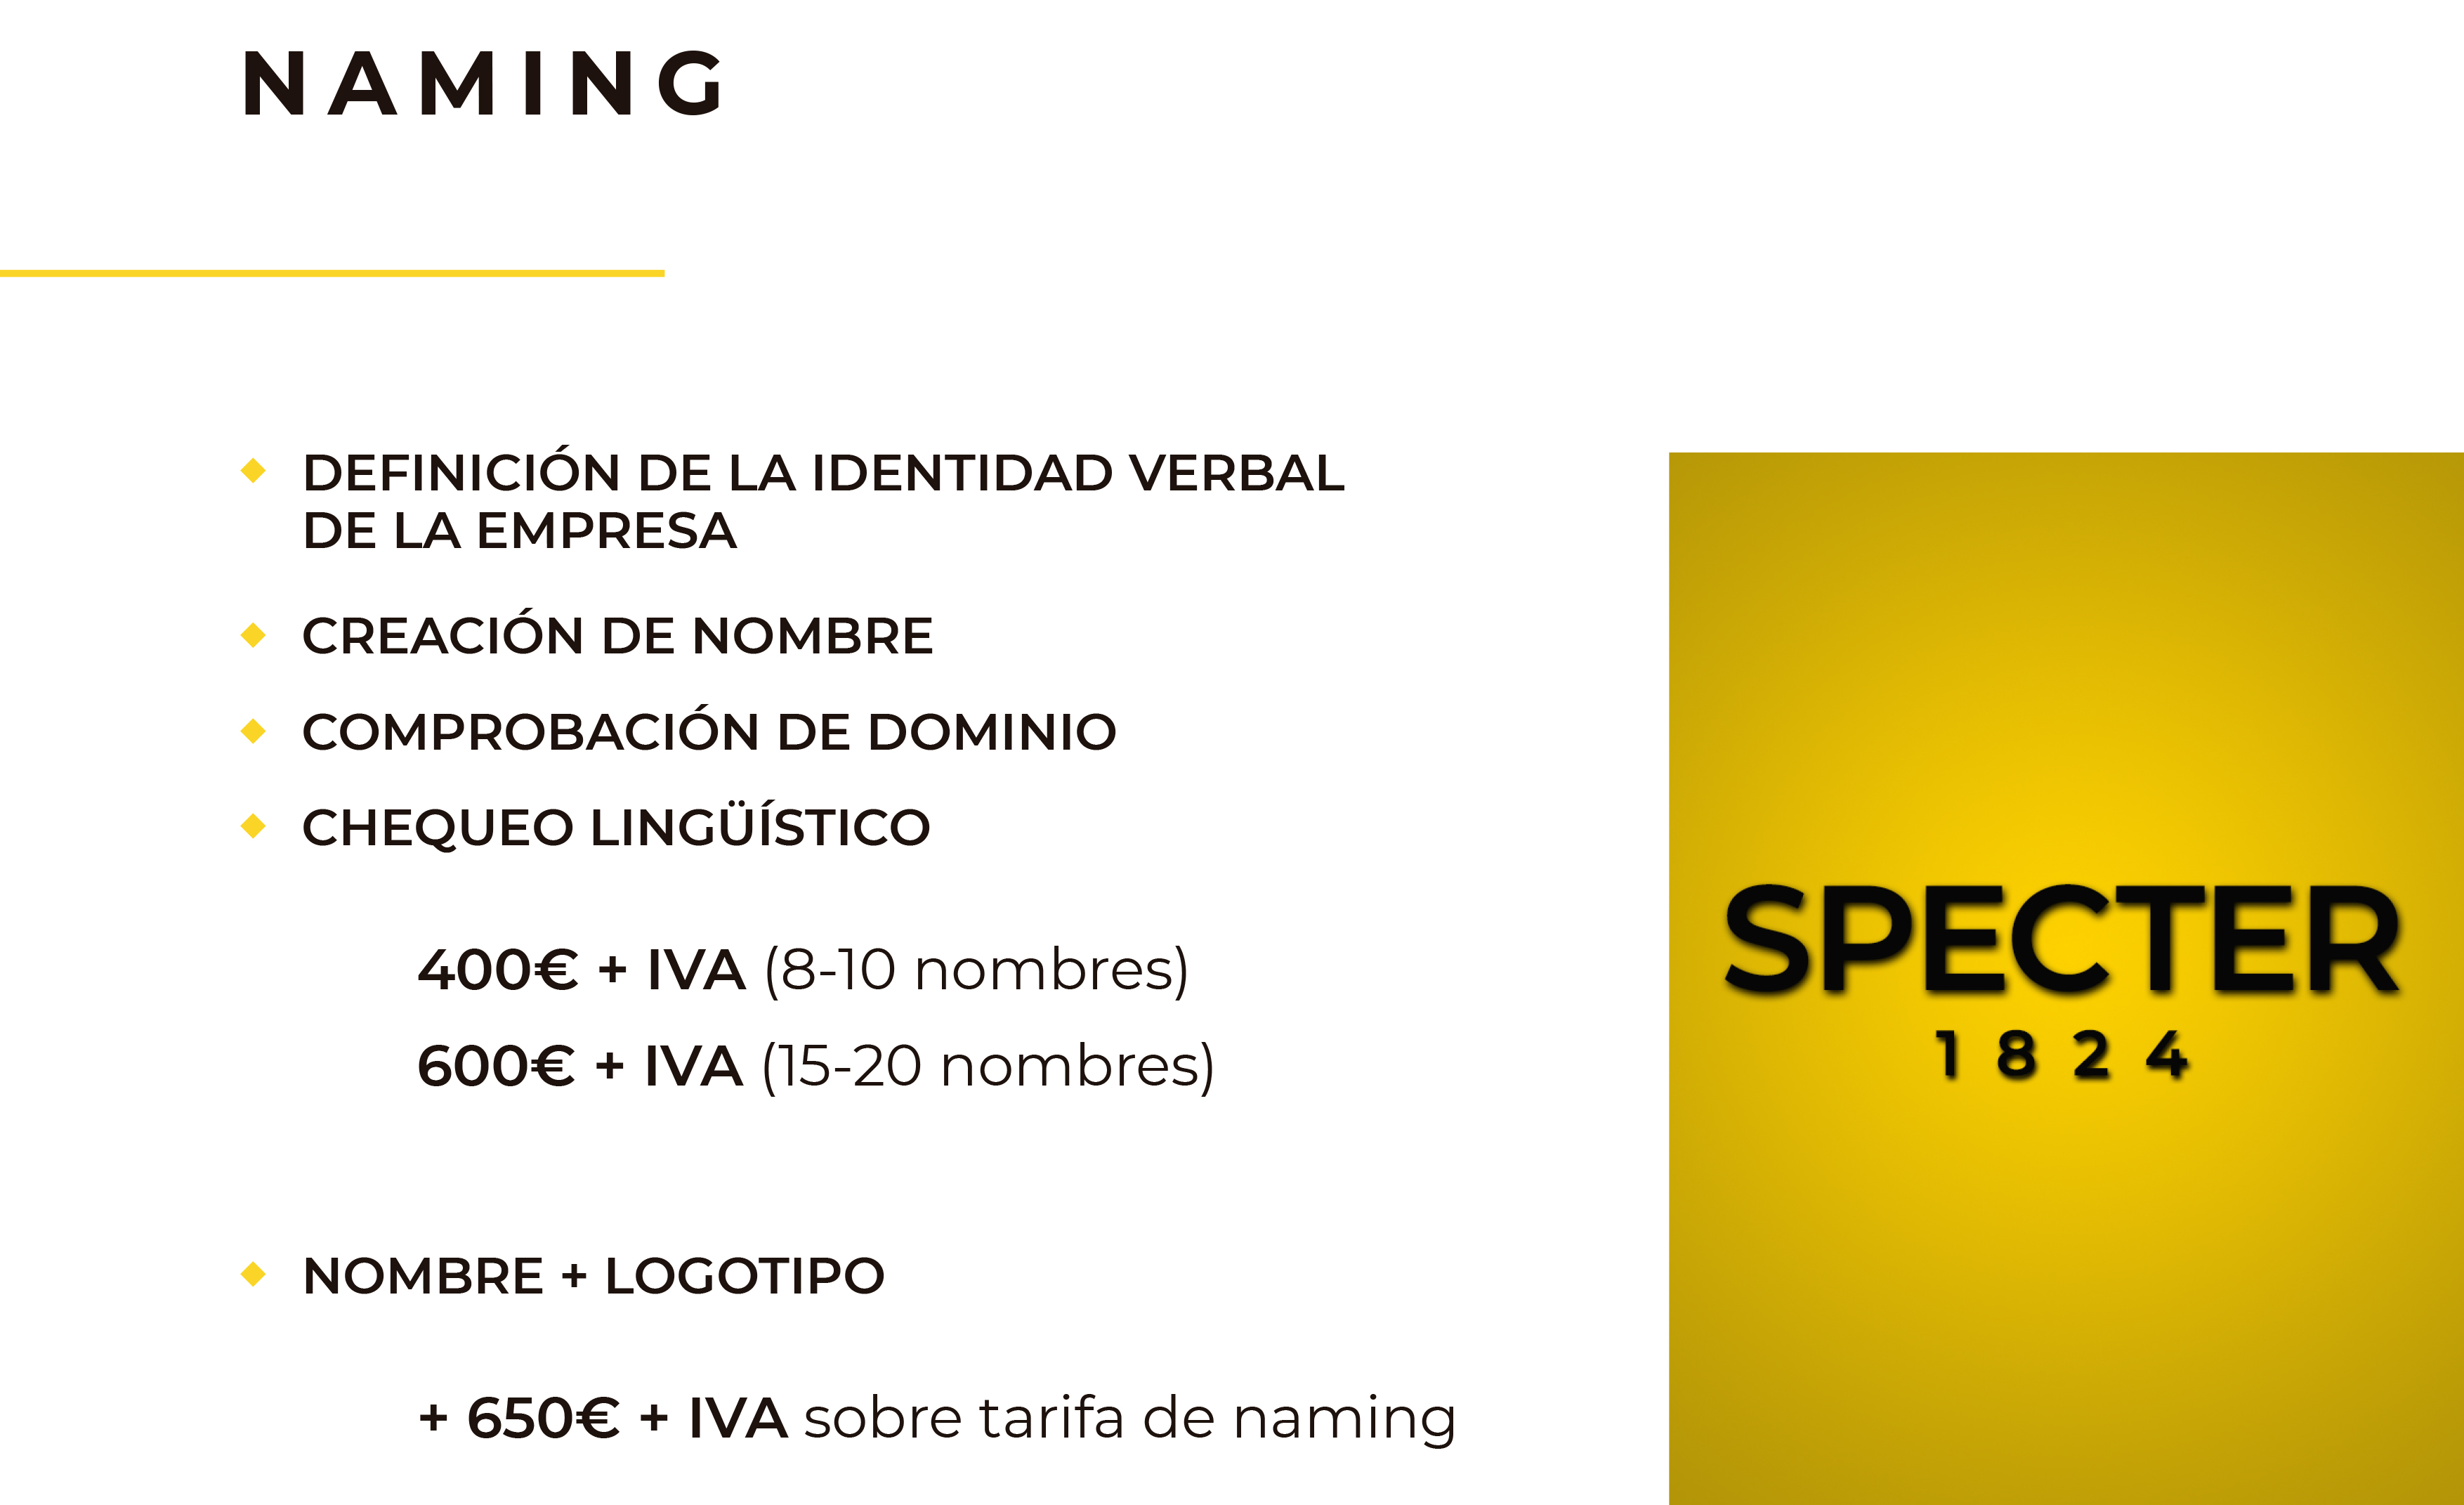 NAMING
DEFINICIÓN DE LA IDENTIDAD VERBAL
DE LA EMPRESA
CREACIÓN DE NOMBRE
COMPROBACIÓN DE DOMINIO
CHEQUEO LINGÜÍSTICO
400€ + IVA (8-10 nombres)
600€ + IVA (15-20 nombres)
NOMBRE + LOGOTIPO
+ 650€ + IVA sobre tarifa de naming
SPECTER
1824